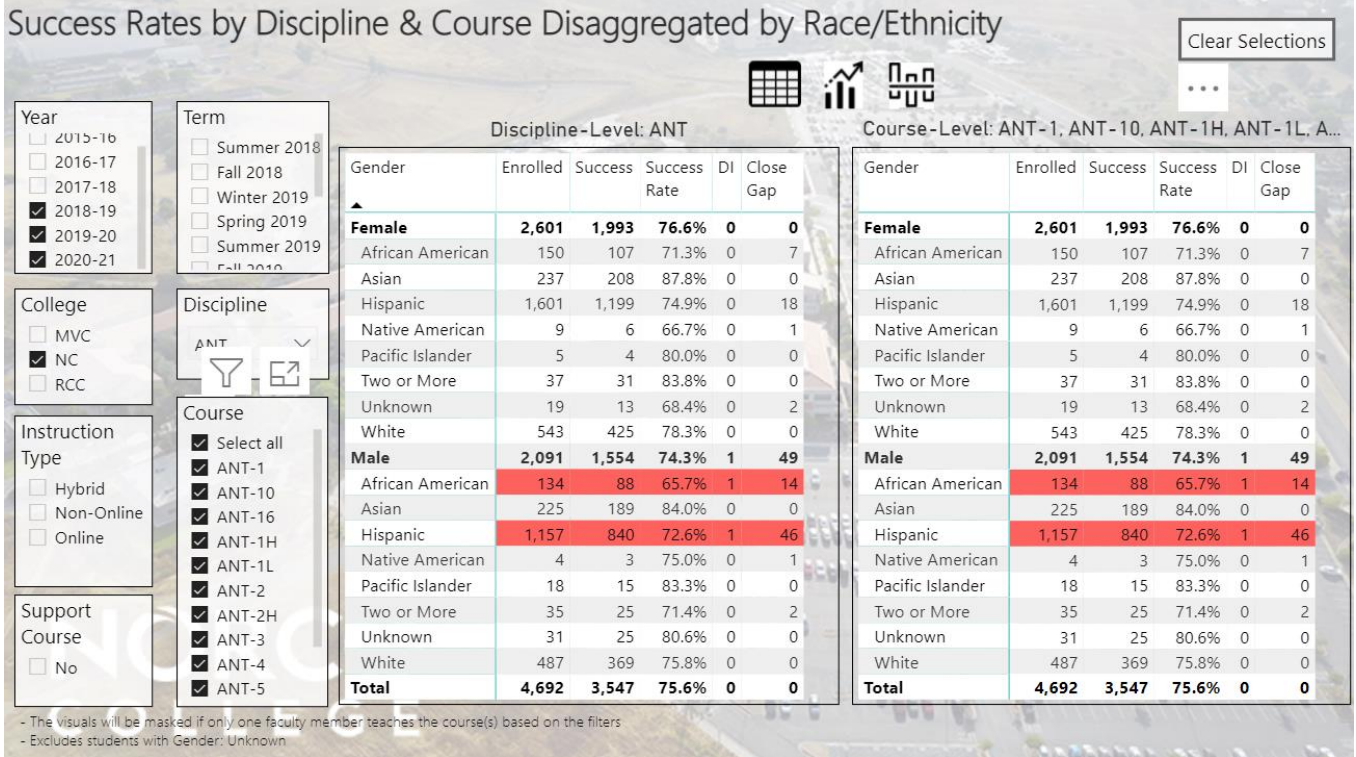 Success Rates by Discipline & Course Disaggregated by Race/Ethnicity
Clear Selections
Year
2015-16
2016-17
2017-18
2018-19
2019-20
2020-21
Term
Summer 2018
Fall 2018
Winter 2019
Spring 2019
Summer 2019
Fall 2019
College
MVC
NC
RCC
Discipline
ANT
Instruction
Type
Hybrid
Non-Online
Online
Course
Select all
ANT-1
ANT-10
ANT-16
ANT-1H
ANT-1L
ANT-2
ANT-2H
ANT-3
ANT-4
ANT-5
Support
Course
No
Discipline-Level: ANT
Gender Enrolled Success Success Rate DI Close Gap
Female 2,601 1,993 76.6% 0 0
African American 150 107 71.3% 0 7
Asian 237 208 87.8% 0 0
Hispanic 1,601 1,199 74.9% 0 18
Native American 9 6 66.7% 0 1
Pacific Islander 5 4 80.0% 0 0
Two or More 37 31 83.8% 0 0
Unknown 19 13 68.4% 0 2
White 543 425 78.3% 0 0
Male 2,091 1,554 74.3% 1 49
African American 134 88 65.7% 1 14
Asian 225 189 84.0% 0 0
Hispanic 1,157 840 72.6% 1 46
Native American 4 3 75.0% 0 1
Pacific Islander 18 15 83.3% 0 0
Two or More 35 25 71.4% 0 2
Unknown 31 25 80.6% 0 0
White 487 369 75.8% 0 0
Total 4,692 3,547 75.6% 0 0
Course-Level: ANT-1, ANT-10, ANT-1H, ANT-1L, A...
Gender Enrolled Success Success Rate DI Close Gap
Female 2,601 1,993 76.6% 0 0
African American 150 107 71.3% 0 7
Asian 237 208 87.8% 0 0
Hispanic 1,601 1,199 74.9% 0 18
Native American 9 6 66.7% 0 1
Pacific Islander 5 4 80.0% 0 0
Two or More 37 31 83.8% 0 0
Unknown 19 13 68.4% 0 2
White 543 425 78.3% 0 0
Male 2,091 1,554 74.3% 1 49
African American 134 88 65.7% 1 14
Asian 225 189 84.0% 0 0
Hispanic 1,157 840 72.6% 1 46
Native American 4 3 75.0% 0 1
Pacific Islander 18 15 83.3% 0 0
Two or More 35 25 71.4% 0 2
Unknown 31 25 80.6% 0 0
White 487 369 75.8% 0 0
Total 4,692 3,547 75.6% 0 0
- The visuals will be masked if only one faculty member teaches the course(s) based on the filters
- Excludes students with Gender: Unknown
COLLEGE